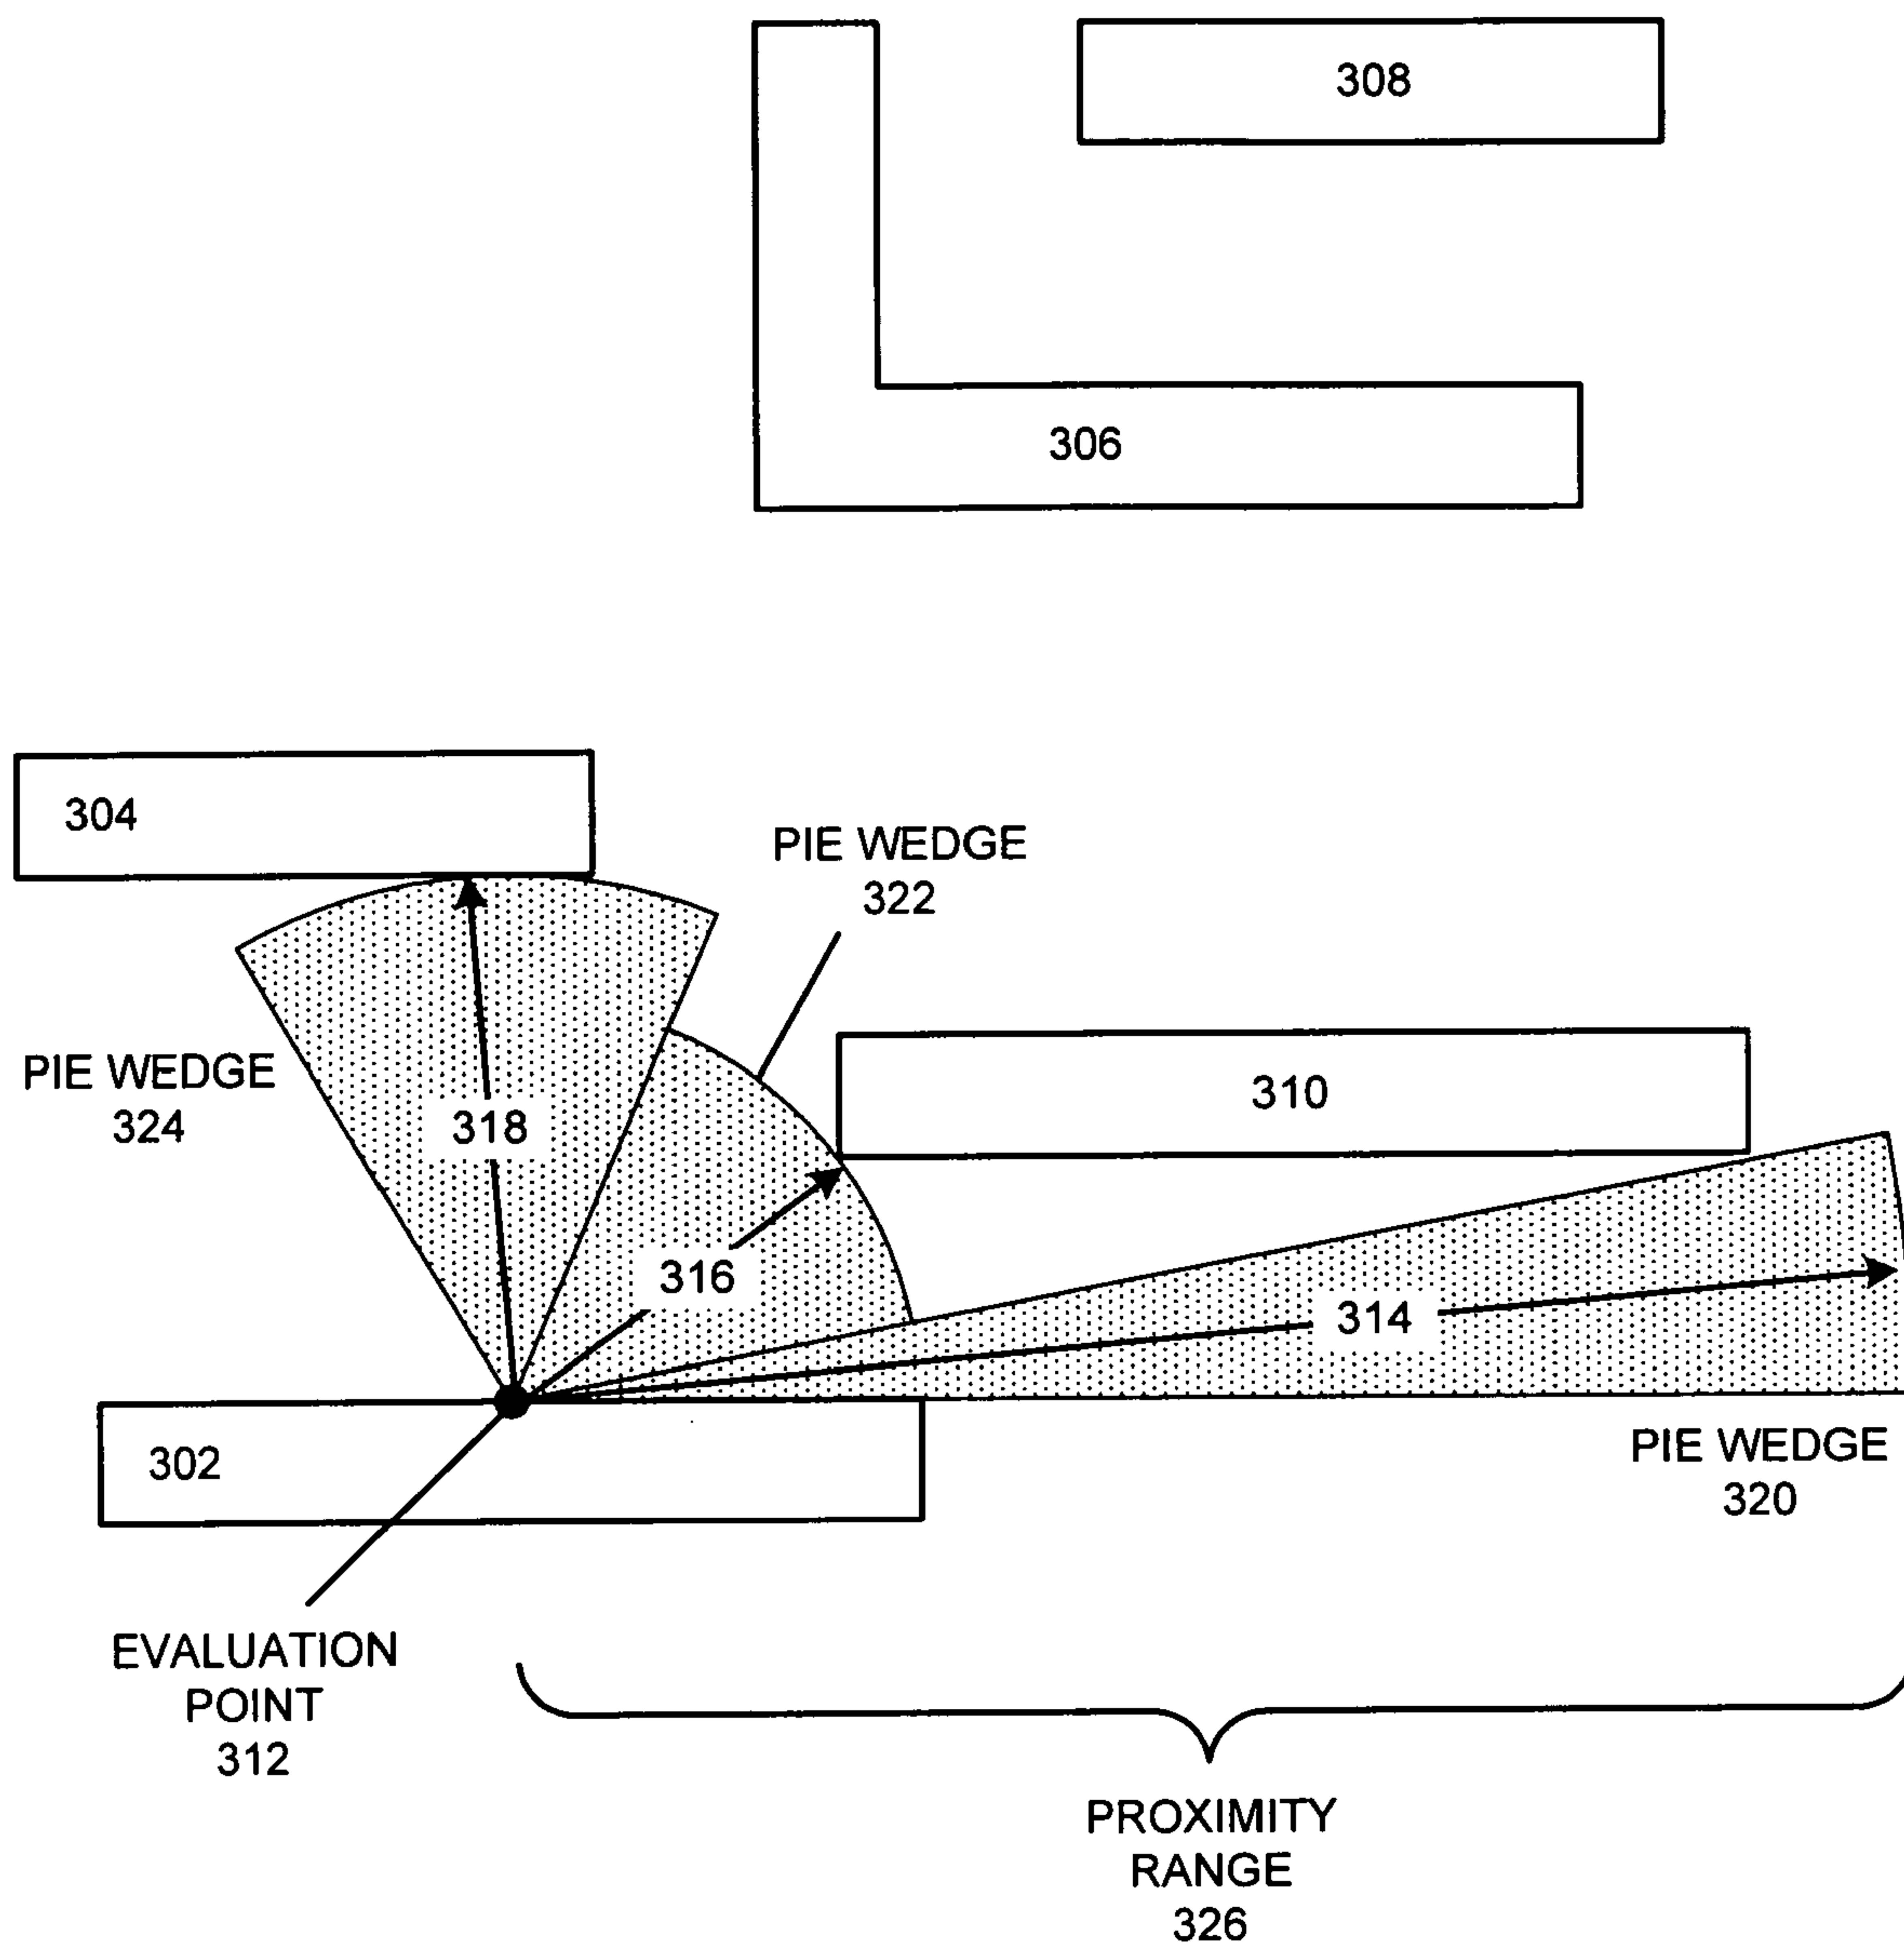 308
306
304
PIE WEDGE
322
PIE WEDGE
324
310
318
316
314
302
PIE WEDGE
320
EVALUATION
POINT
312
PROXIMITY
RANGE
326